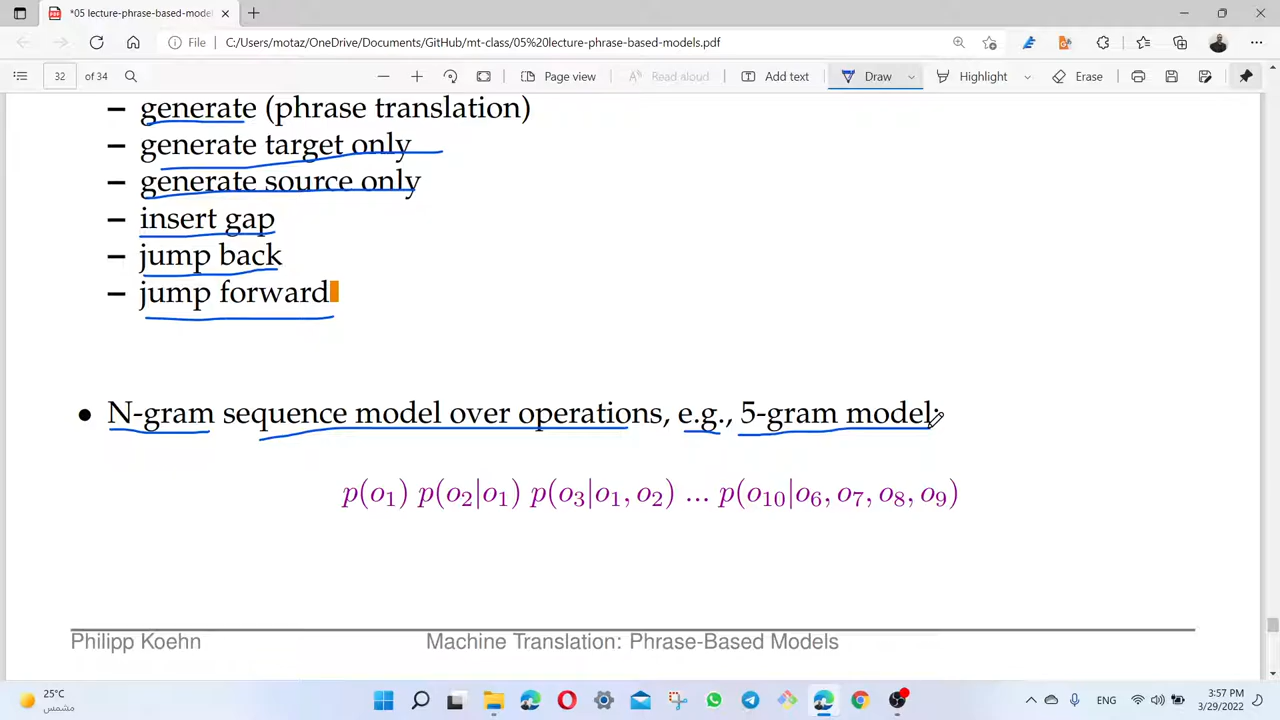 *05 lecture-phrase-based-model
File
C:/Users/motaz/OneDrive/Documents/GitHub/mt-class/05%20lecture-phrase-based-models.pdf
32 of 34
Page view
Read aloud
Add text
Draw
Highlight
Erase
– generate (phrase translation)
– generate target only
– generate source only
– insert gap
– jump back
– jump forward
• N-gram sequence model over operations, e.g., 5-gram model:
p(o₁) p(o₂|o₁) p(o₃|o₁, o₂) ... p(o₁₀|o₆, o₇, o₈, o₉)
Philipp Koehn
Machine Translation: Phrase-Based Models
25°C
مشمس
ENG
3:57 PM
3/29/2022